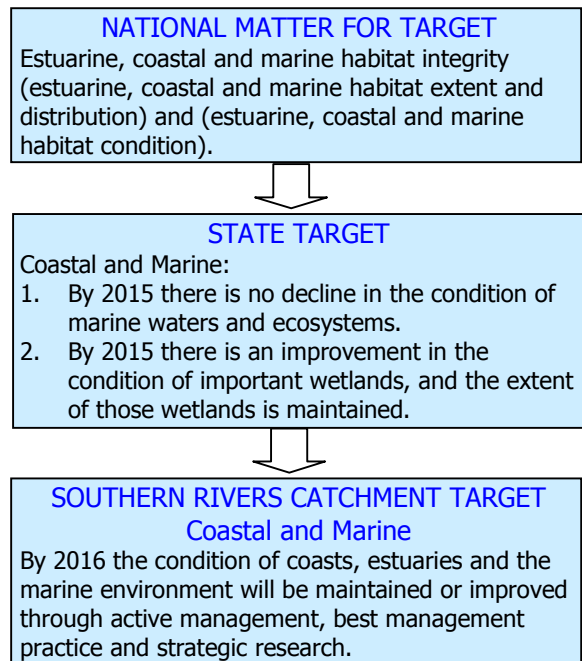 NATIONAL MATTER FOR TARGET
Estuarine, coastal and marine habitat integrity
(estuarine, coastal and marine habitat extent and
distribution) and (estuarine, coastal and marine
habitat condition).
STATE TARGET
Coastal and Marine:
1. By 2015 there is no decline in the condition of
marine waters and ecosystems.
2. By 2015 there is an improvement in the
condition of important wetlands, and the extent
of those wetlands is maintained.
SOUTHERN RIVERS CATCHMENT TARGET
Coastal and Marine
By 2016 the condition of coasts, estuaries and the
marine environment will be maintained or improved
through active management, best management
practice and strategic research.